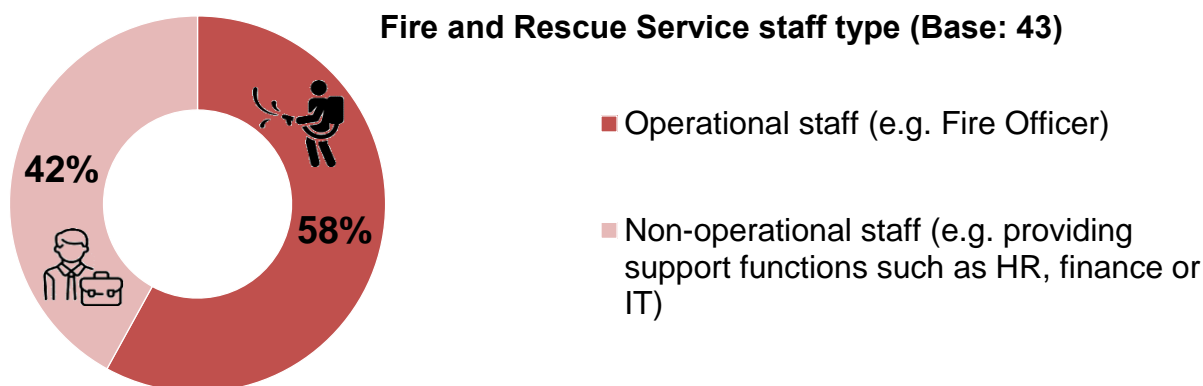 Fire and Rescue Service staff type (Base: 43)
Operational staff (e.g. Fire Officer)
42%
58%
Non-operational staff (e.g. providing
support functions such as HR, finance or
IT)